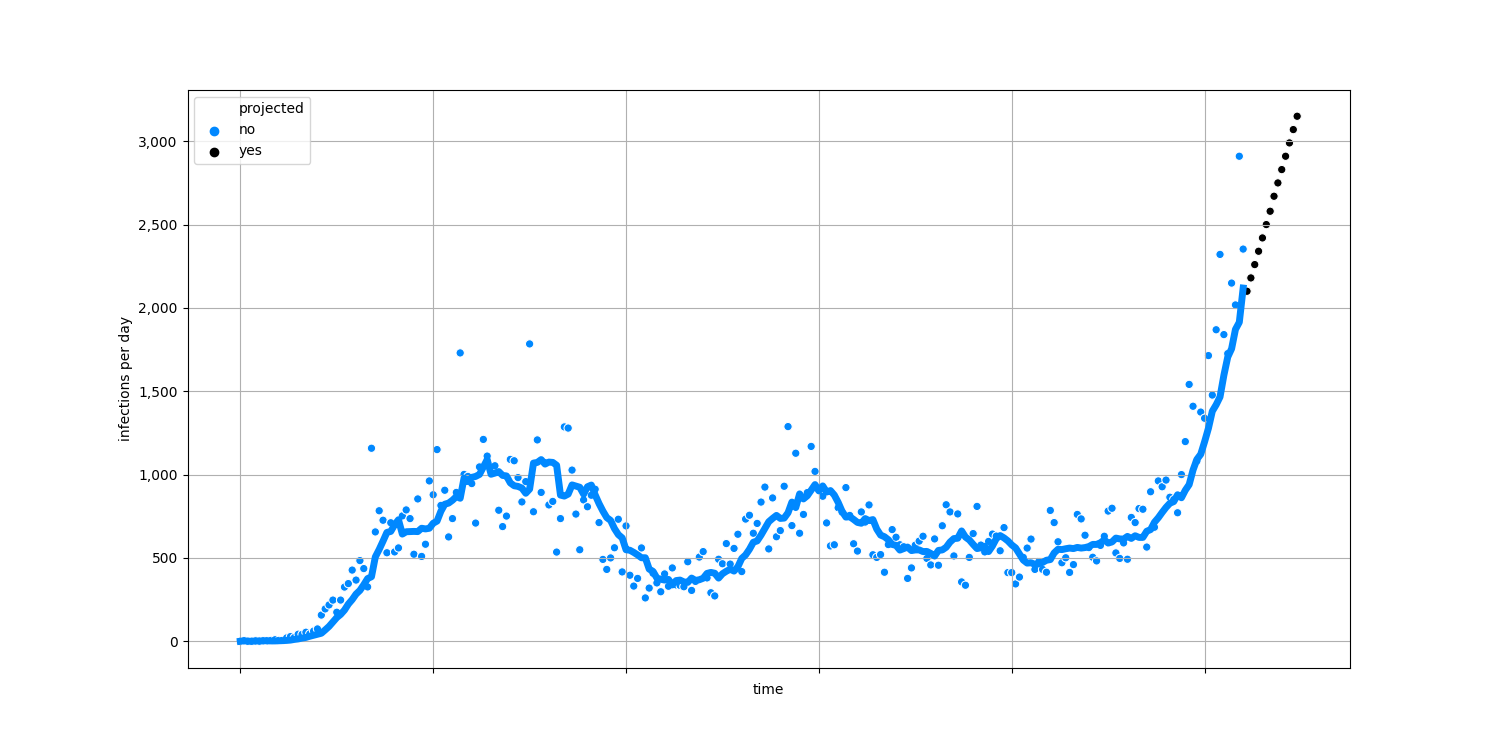 projected
no
yes
3,000
2,500
2,000
1,500
1,000
500
0
infections per day
time